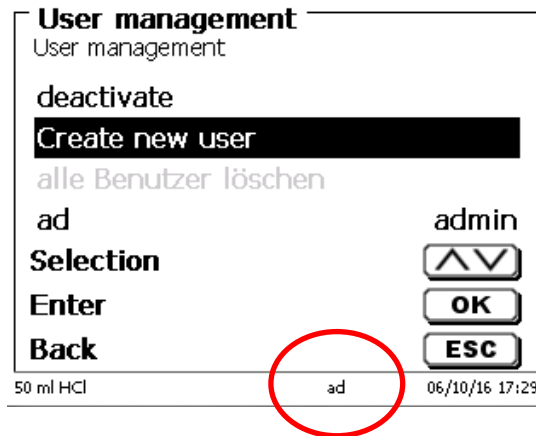 User management
User management
deactivate
Create new user
alle Benutzer löschen
ad admin
Selection
Enter OK
Back ESC
50 ml HCl ad 06/10/16 17:29